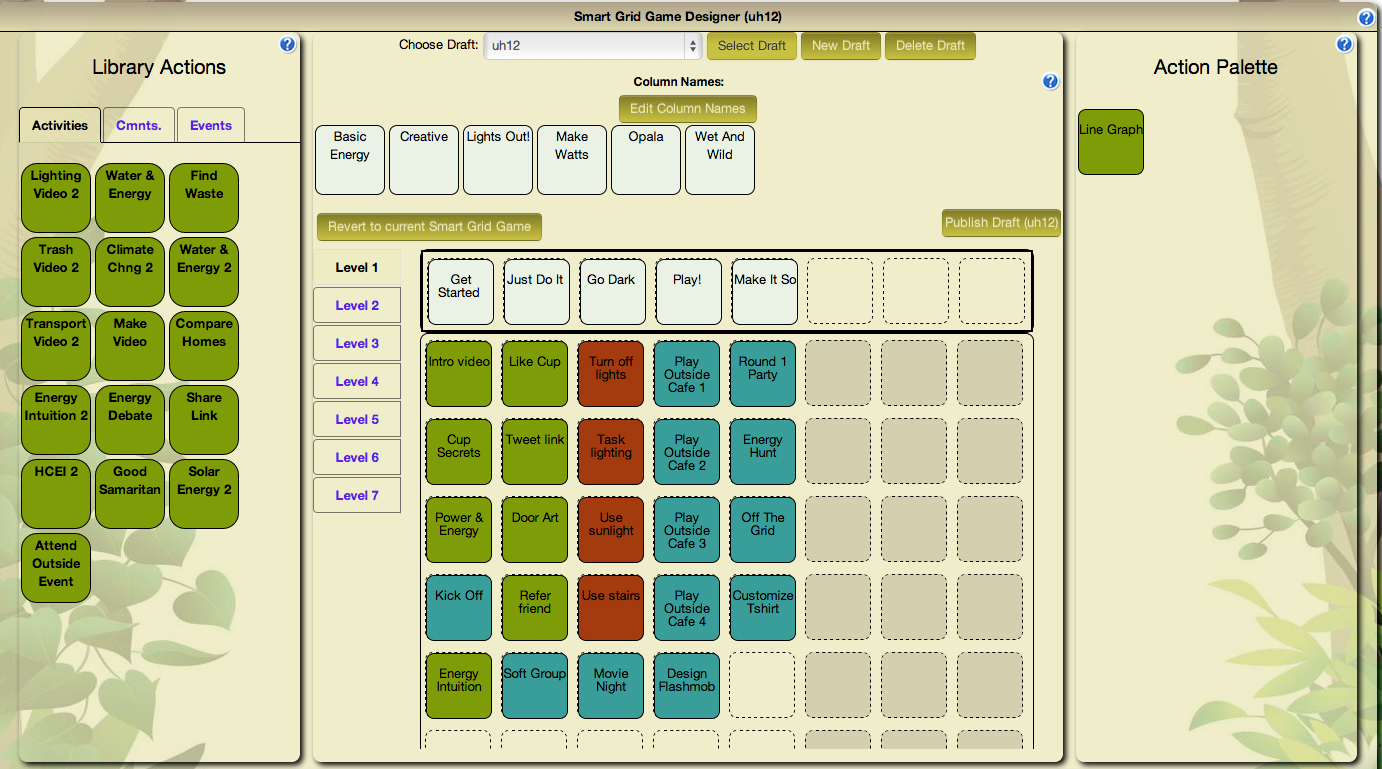 Smart Grid Game Designer (uh12)
Library Actions
Activities
Cmnts.
Events
Lighting
Video 2
Water &
Energy
Find
Waste
Trash
Video 2
Climate
Chng 2
Water &
Energy 2
Transport
Video 2
Make
Video
Compare
Homes
Energy
Intuition 2
Energy
Debate
Share
Link
HCEI 2
Good
Samaritan
Solar
Energy 2
Attend
Outside
Event
Choose Draft:
uh12
Select Draft
New Draft
Delete Draft
Column Names:
Edit Column Names
Basic
Energy
Creative
Lights Out!
Make
Watts
Opala
Wet And
Wild
Revert to current Smart Grid Game
Publish Draft (uh12)
Level 1
Level 2
Level 3
Level 4
Level 5
Level 6
Level 7
Get
Started
Just Do It
Go Dark
Play!
Make It So
Intro video
Like Cup
Turn off
lights
Play
Outside
Cafe 1
Round 1
Party
Cup
Secrets
Tweet link
Task
lighting
Play
Outside
Cafe 2
Energy
Hunt
Power &
Energy
Door Art
Use
sunlight
Play
Outside
Cafe 3
Off The
Grid
Kick Off
Refer
friend
Use stairs
Play
Outside
Cafe 4
Customize
Tshirt
Energy
Intuition
Soft Group
Movie
Night
Design
Flashmob
Action Palette
Line Graph
?
?
?
?